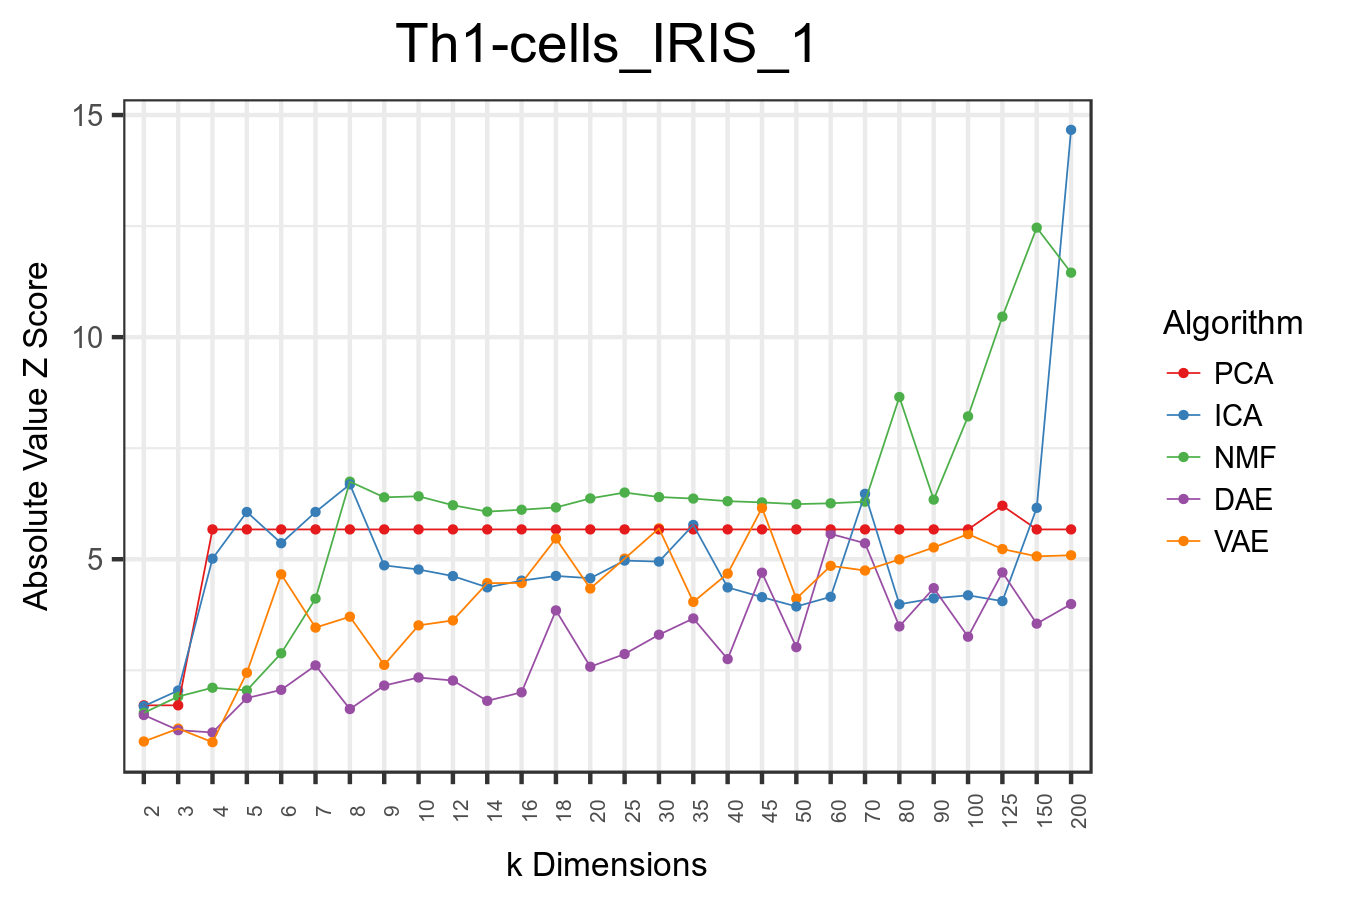 Th1-cells_IRIS_1
Absolute Value Z Score
15
10
5
2 3 4 5 6 7 8 9 10 12 14 16 18 20 25 30 35 40 45 50 60 70 80 90 100 125 150 200
k Dimensions
Algorithm
PCA
ICA
NMF
DAE
VAE